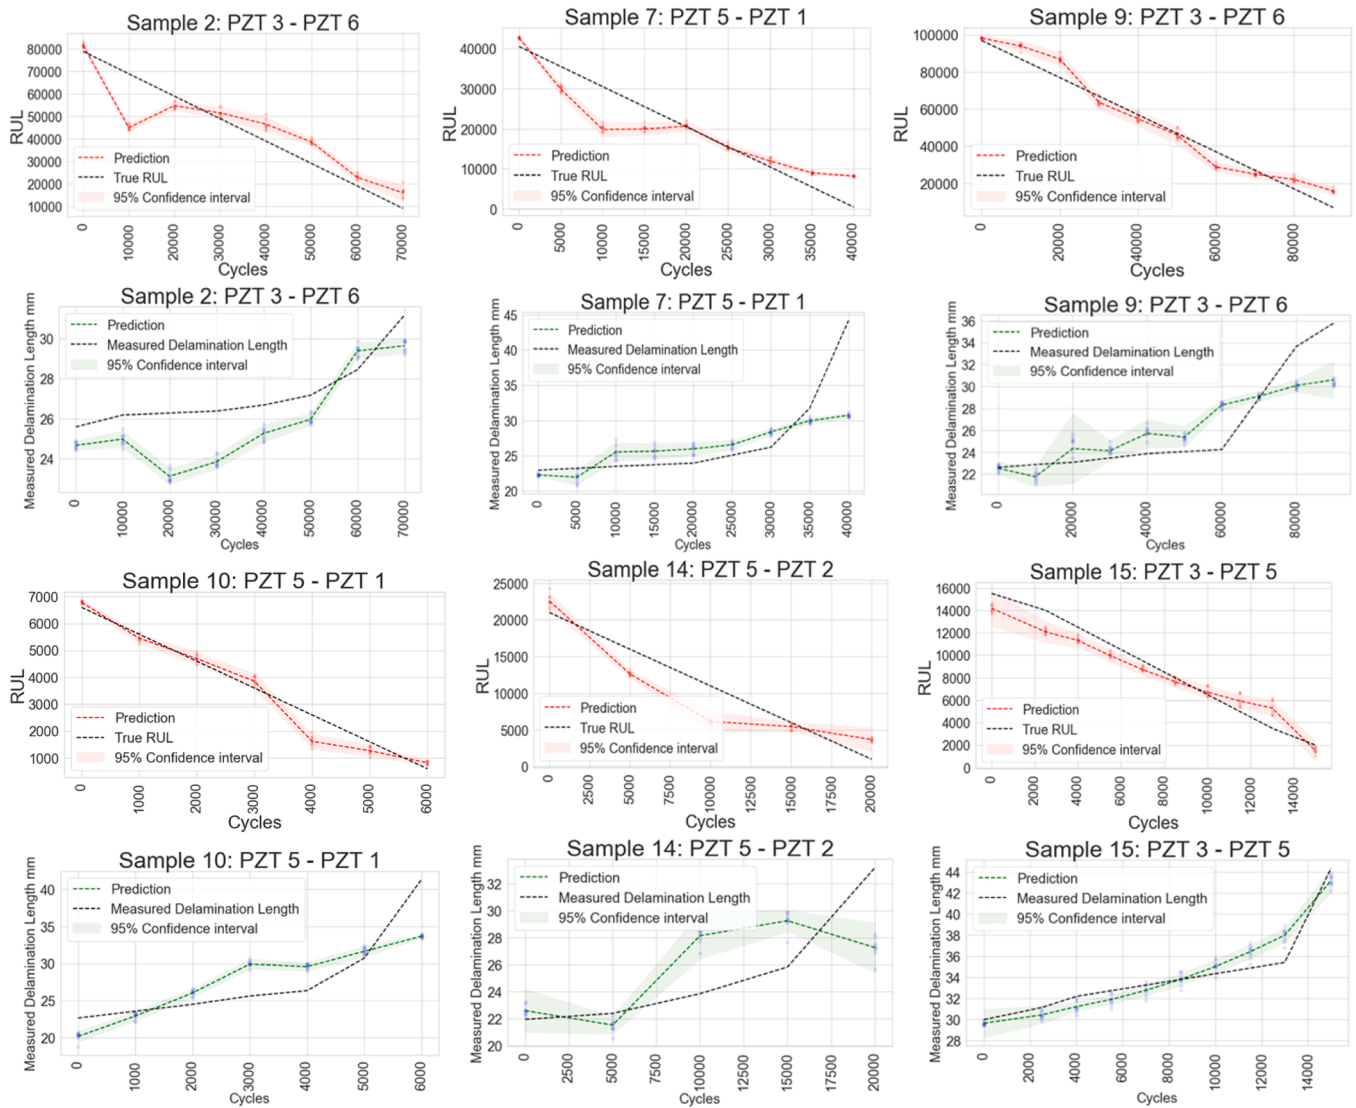 Sample 2: PZT 3 - PZT 6
80000
70000
60000
50000
40000
30000
20000
10000
RUL
Prediction
True RUL
95% Confidence interval
0
10000
20000
30000
40000
50000
60000
70000
Cycles
Sample 7: PZT 5 - PZT 1
40000
30000
20000
10000
0
RUL
Prediction
True RUL
95% Confidence interval
0
5000
10000
15000
20000
25000
30000
35000
40000
Cycles
Sample 9: PZT 3 - PZT 6
100000
80000
60000
40000
20000
RUL
Prediction
True RUL
95% Confidence interval
0
20000
40000
60000
80000
Cycles
Sample 2: PZT 3 - PZT 6
30
28
26
24
Measured Delamination Length mm
Prediction
Measured Delamination Length
95% Confidence interval
0
10000
20000
30000
40000
50000
60000
70000
Cycles
Sample 7: PZT 5 - PZT 1
45
40
35
30
25
20
Measured Delamination Length mm
Prediction
Measured Delamination Length
95% Confidence interval
0
5000
10000
15000
20000
25000
30000
35000
40000
Cycles
Sample 9: PZT 3 - PZT 6
36
34
32
30
28
26
24
22
Measured Delamination Length mm
Prediction
Measured Delamination Length
95% Confidence interval
0
20000
40000
60000
80000
Cycles
Sample 10: PZT 5 - PZT 1
7000
6000
5000
4000
3000
2000
1000
RUL
Prediction
True RUL
95% Confidence interval
0
1000
2000
3000
4000
5000
6000
Cycles
Sample 14: PZT 5 - PZT 2
25000
20000
15000
10000
5000
0
RUL
Prediction
True RUL
95% Confidence interval
0
2500
5000
7500
10000
12500
15000
17500
20000
Cycles
Sample 15: PZT 3 - PZT 5
16000
14000
12000
10000
8000
6000
4000
2000
0
RUL
Prediction
True RUL
95% Confidence interval
0
2000
4000
6000
8000
10000
12000
14000
Cycles
Sample 10: PZT 5 - PZT 1
40
35
30
25
20
Measured Delamination Length mm
Prediction
Measured Delamination Length
95% Confidence interval
0
1000
2000
3000
4000
5000
6000
Cycles
Sample 14: PZT 5 - PZT 2
32
30
28
26
24
22
20
Measured Delamination Length mm
Prediction
Measured Delamination Length
95% Confidence interval
0
2500
5000
7500
10000
12500
15000
17500
20000
Cycles
Sample 15: PZT 3 - PZT 5
44
42
40
38
36
34
32
30
28
Measured Delamination Length mm
Prediction
Measured Delamination Length
95% Confidence interval
0
2000
4000
6000
8000
10000
12000
14000
Cycles